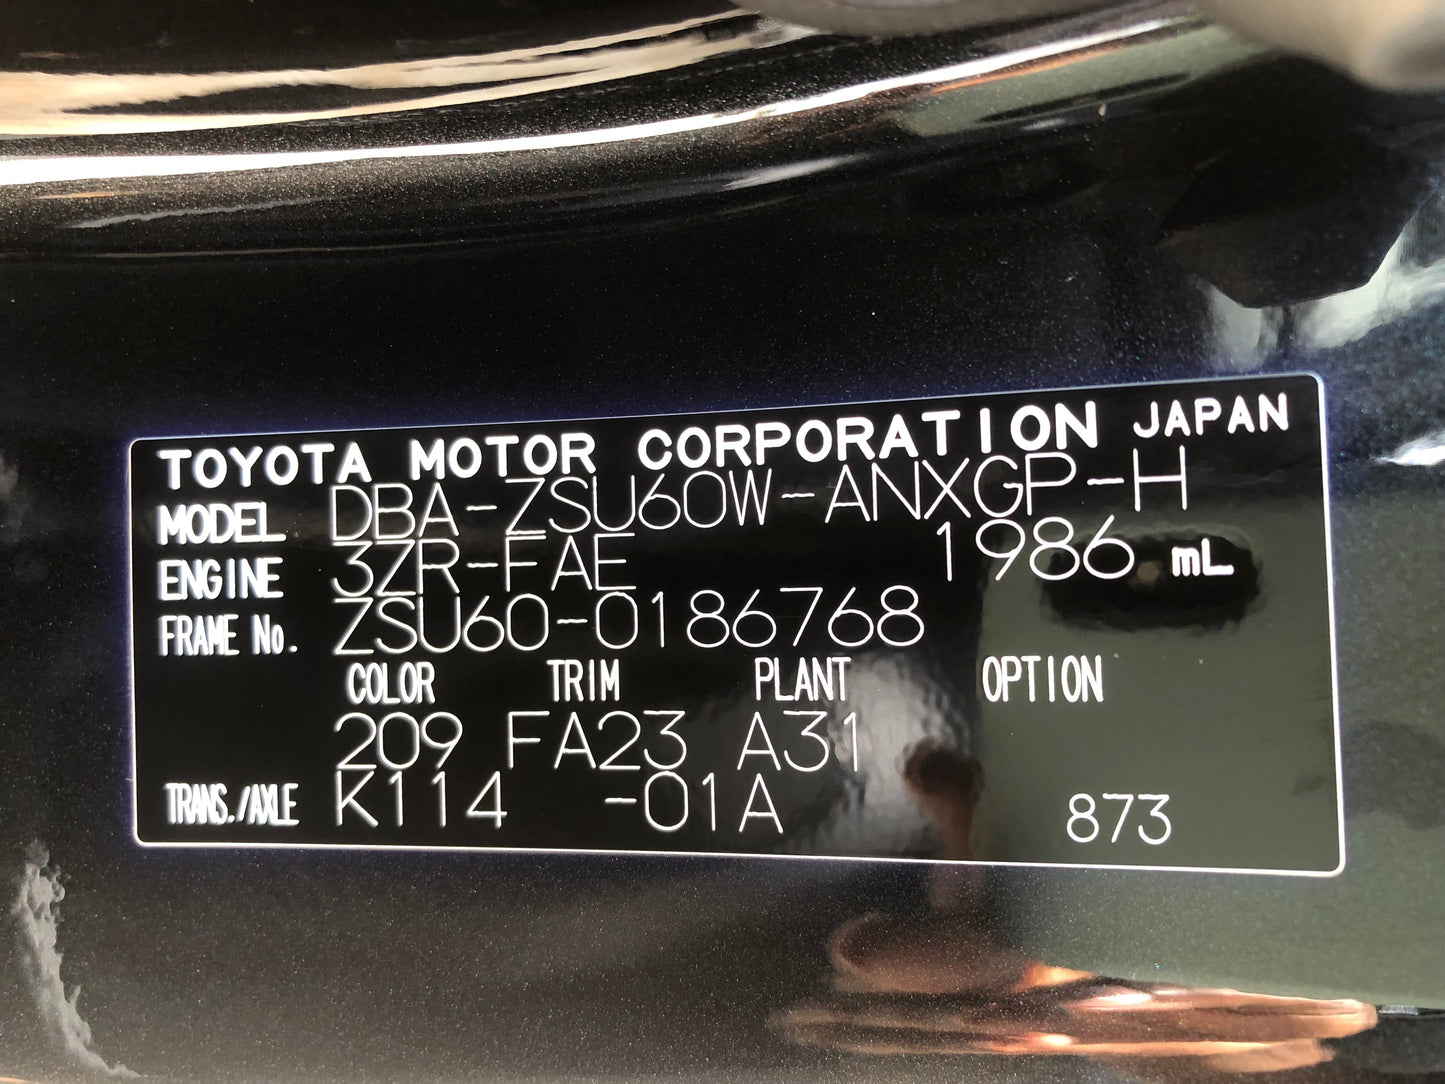 TOYOTA MOTOR CORPORATION JAPAN
MODEL DBA-ZSU60W-ANXGP-H
ENGINE 3ZR-FAE 1986 mL
FRAME No. ZSU60-0186768
COLOR TRIM PLANT OPTION
209 FA23 A31
TRANS./AXLE K114 -01A 873